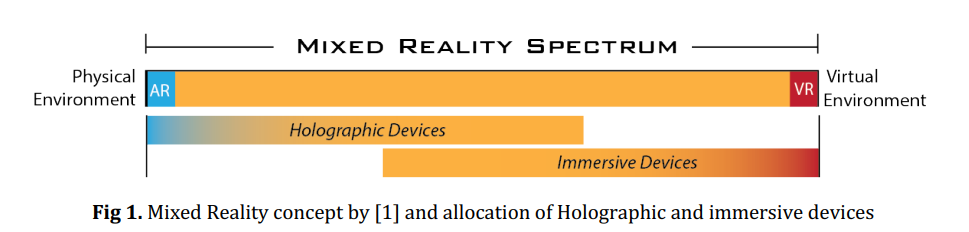 MIXED REALITY SPECTRUM
Physical
Environment
AR
VR
Virtual
Environment
Holographic Devices
Immersive Devices
Fig 1. Mixed Reality concept by [1] and allocation of Holographic and immersive devices